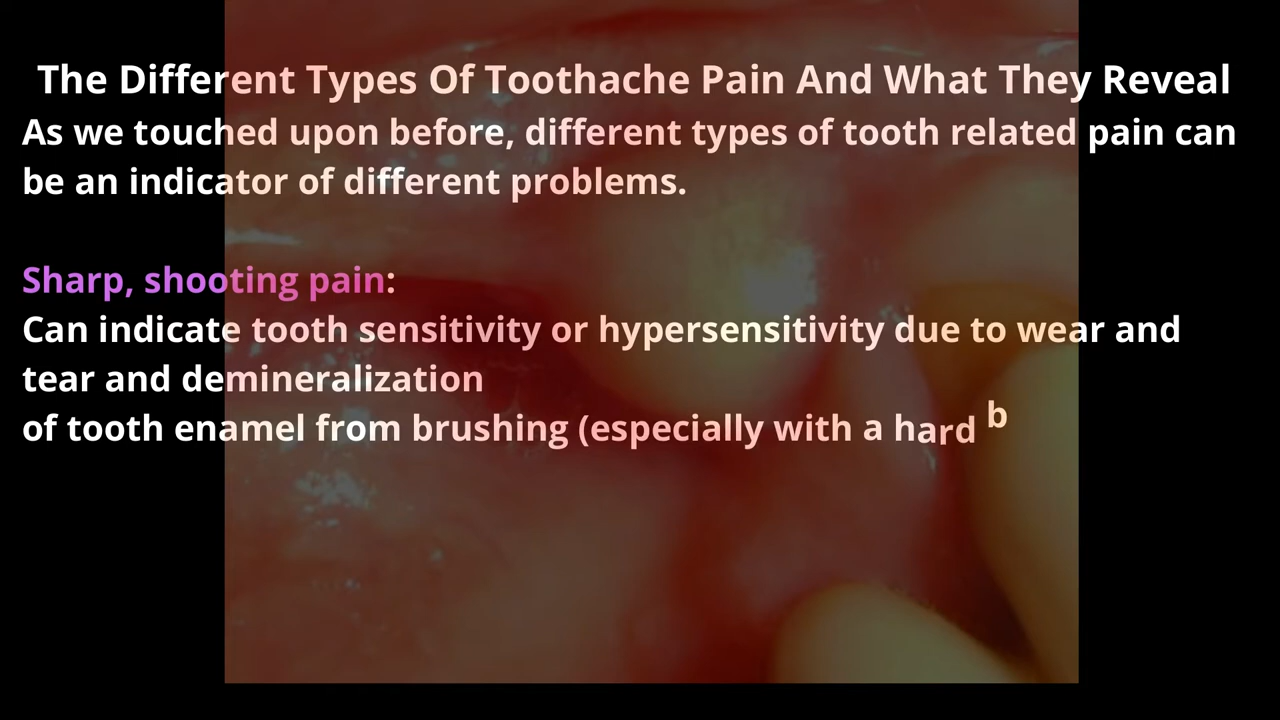 The Different Types Of Toothache Pain And What They Reveal
As we touched upon before, different types of tooth related pain can
be an indicator of different problems.
Sharp, shooting pain:
Can indicate tooth sensitivity or hypersensitivity due to wear and
tear and demineralization
of tooth enamel from brushing (especially with a hard b